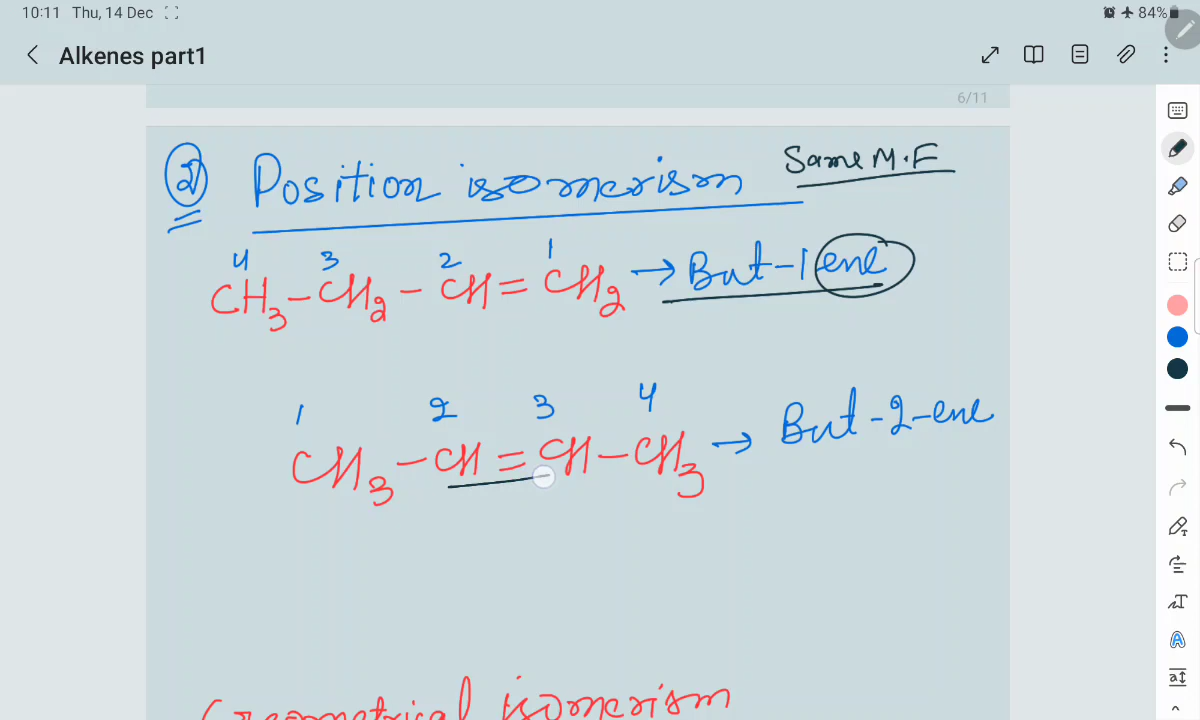 10:11 Thu, 14 Dec
84%
Alkenes part1
6/11
2 Position isomerism Same M.F
4 3 2 1
CH3-CH2-CH=CH2 → But-1ene
1 2 3 4
CH3-CH=CH-CH3 → But-2-ene
Geometrical isomerism